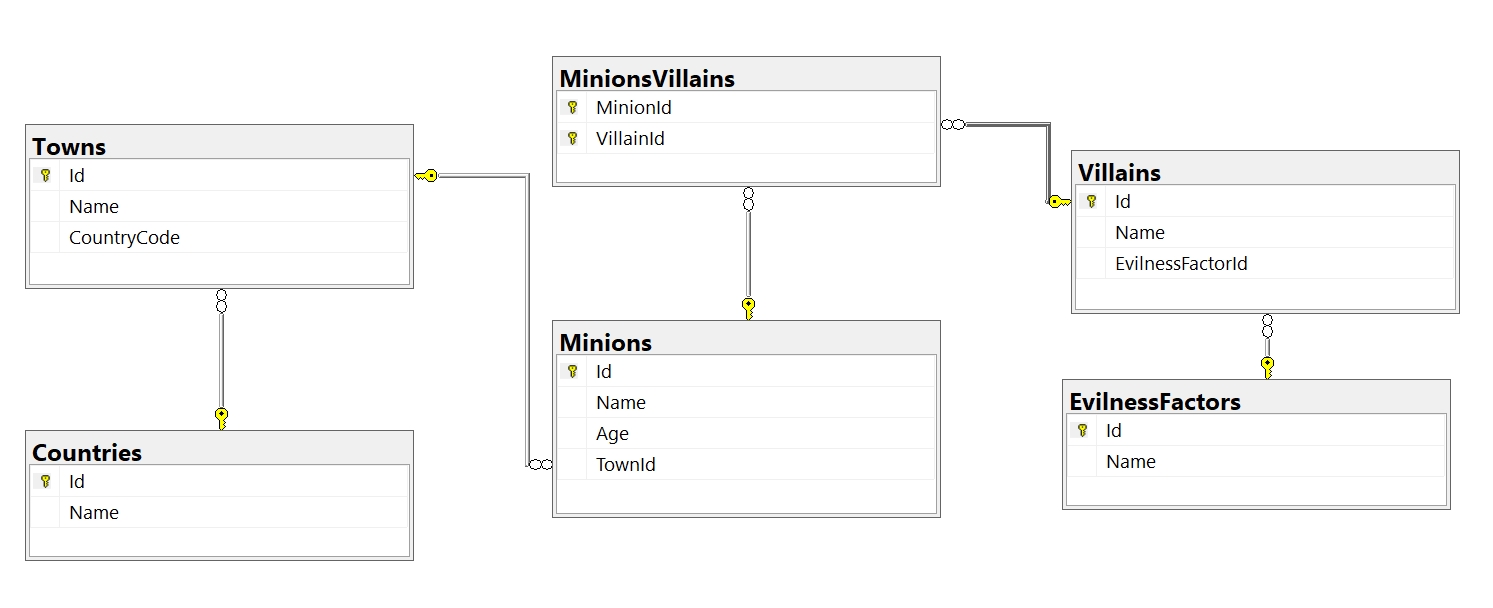 MinionsVillains
MinionId
VillainId
Towns
Id
Name
CountryCode
Villains
Id
Name
EvilnessFactorId
Minions
Id
Name
Age
TownId
EvilnessFactors
Id
Name
Countries
Id
Name